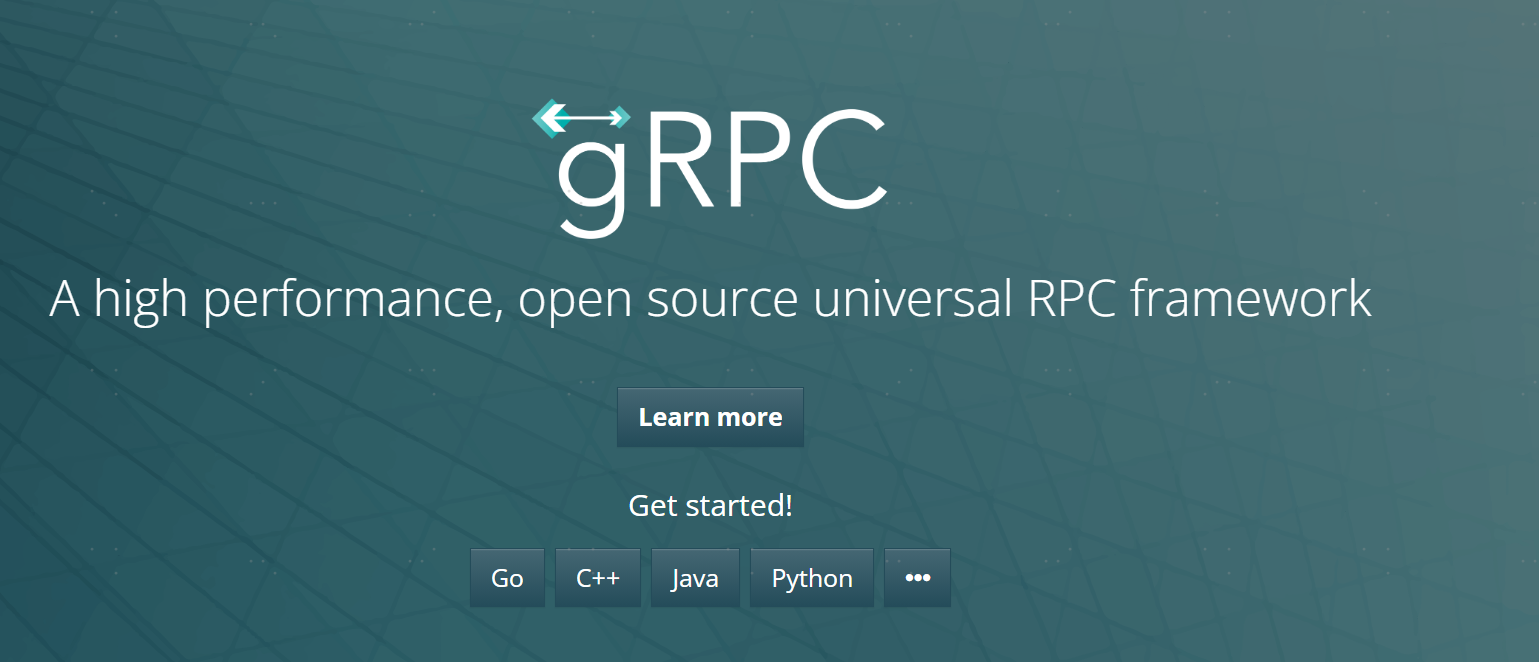 gRPC
A high performance, open source universal RPC framework
Learn more
Get started!
Go C++ Java Python •••